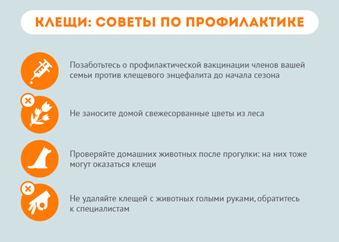 КЛЕЩИ: СОВЕТЫ ПО ПРОФИЛАКТИКЕ
Позаботьтесь о профилактической вакцинации членов вашей
семьи против клещевого энцефалита до начала сезона
Не заносите домой свежесорванные цветы из леса
Проверяйте домашних животных после прогулки: на них тоже
могут оказаться клещи
Не удаляйте клещей с животных голыми руками, обратитесь
к специалистам